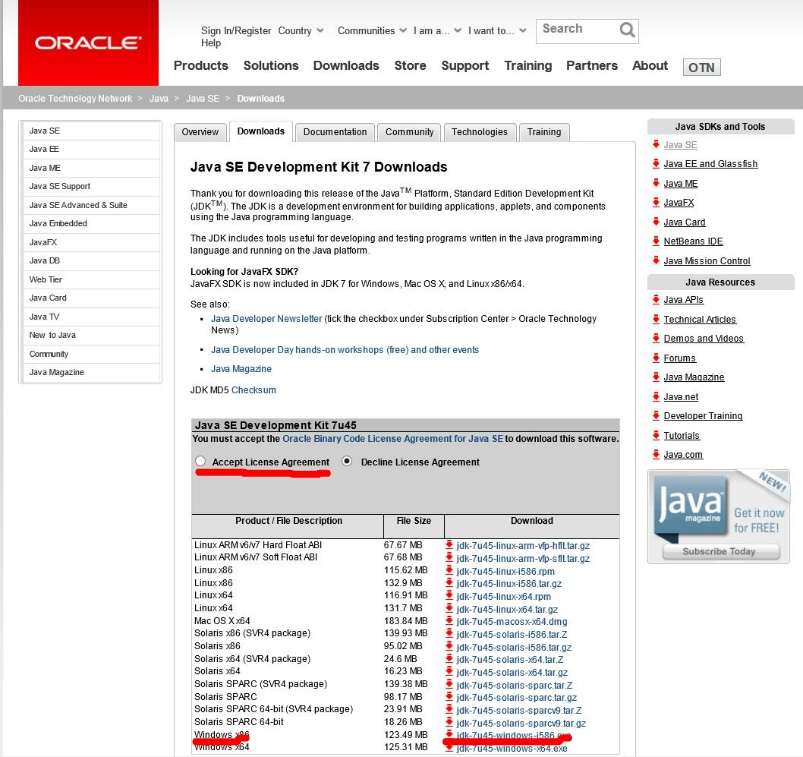 ORACLE
Sign In/Register Country Communities I am a... I want to... Search
Help
Products Solutions Downloads Store Support Training Partners About OTN
Oracle Technology Network > Java > Java SE > Downloads
Java SE
Java EE
Java ME
Java SE Support
Java SE Advanced & Suite
Java Embedded
JavaFX
Java DB
Web Tier
Java Card
Java TV
New to Java
Community
Java Magazine
Overview Downloads Documentation Community Technologies Training
Java SE Development Kit 7 Downloads
Thank you for downloading this release of the Java™ Platform, Standard Edition Development Kit
(JDK™). The JDK is a development environment for building applications, applets, and components
using the Java programming language.
The JDK includes tools useful for developing and testing programs written in the Java programming
language and running on the Java platform.
Looking for JavaFX SDK?
JavaFX SDK is now included in JDK 7 for Windows, Mac OS X, and Linux x86/x64.
See also:
• Java Developer Newsletter (tick the checkbox under Subscription Center > Oracle Technology
News)
• Java Developer Day hands-on workshops (free) and other events
• Java Magazine
JDK MD5 Checksum
Java SE Development Kit 7u45
You must accept the Oracle Binary Code License Agreement for Java SE to download this software.
Accept License Agreement Decline License Agreement
Product / File Description File Size Download
Linux ARM v6/v7 Hard Float ABI 67.67 MB jdk-7u45-linux-arm-vfp-hflt.tar.gz
Linux ARM v6/v7 Soft Float ABI 67.68 MB jdk-7u45-linux-arm-vfp-sflt.tar.gz
Linux x86 115.62 MB jdk-7u45-linux-i586.rpm
Linux x86 132.9 MB jdk-7u45-linux-i586.tar.gz
Linux x64 116.91 MB jdk-7u45-linux-x64.rpm
Linux x64 131.7 MB jdk-7u45-linux-x64.tar.gz
Mac OS X x64 183.84 MB jdk-7u45-macosx-x64.dmg
Solaris x86 (SVR4 package) 139.93 MB jdk-7u45-solaris-i586.tar.Z
Solaris x86 95.02 MB jdk-7u45-solaris-i586.tar.gz
Solaris x64 (SVR4 package) 24.6 MB jdk-7u45-solaris-x64.tar.Z
Solaris x64 16.23 MB jdk-7u45-solaris-x64.tar.gz
Solaris SPARC (SVR4 package) 139.38 MB jdk-7u45-solaris-sparc.tar.Z
Solaris SPARC 98.17 MB jdk-7u45-solaris-sparc.tar.gz
Solaris SPARC 64-bit (SVR4 package) 23.91 MB jdk-7u45-solaris-sparcv9.tar.Z
Solaris SPARC 64-bit 18.26 MB jdk-7u45-solaris-sparcv9.tar.gz
Windows x86 123.49 MB jdk-7u45-windows-i586.exe
Windows x64 125.31 MB jdk-7u45-windows-x64.exe
Java SDKs and Tools
Java SE
Java EE and Glassfish
Java ME
JavaFX
Java Card
NetBeans IDE
Java Mission Control
Java Resources
Java APIs
Technical Articles
Demos and Videos
Forums
Java Magazine
Java.net
Developer Training
Tutorials
Java.com
NEW!
Java
magazine
Get it now
for FREE!
Subscribe Today